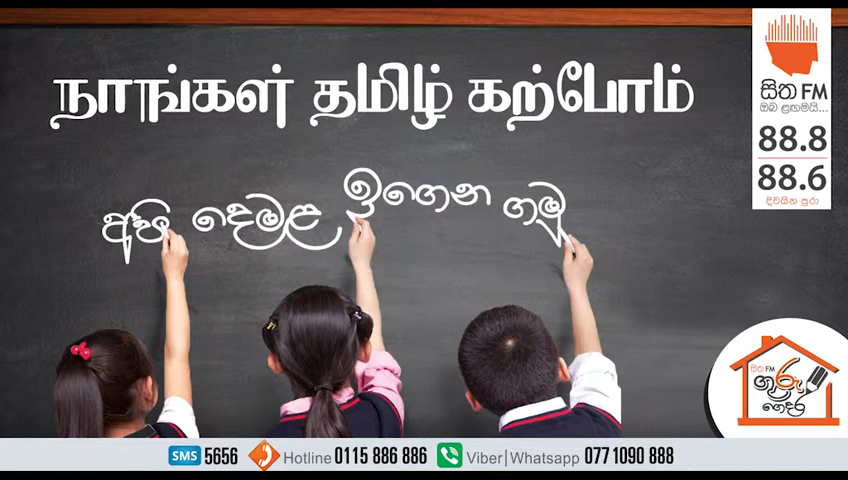 நாங்கள் தமிழ் கற்போம்
අපි දෙමළ ඉගෙන ගමු
සිත FM
ඔබ ළඟමයි...
88.8
88.6
දිවයින පුරා
සිත FM
ගුරු
ගෙදර
SMS 5656 Hotline 0115 886 886 Viber|Whatsapp 077 1090 888